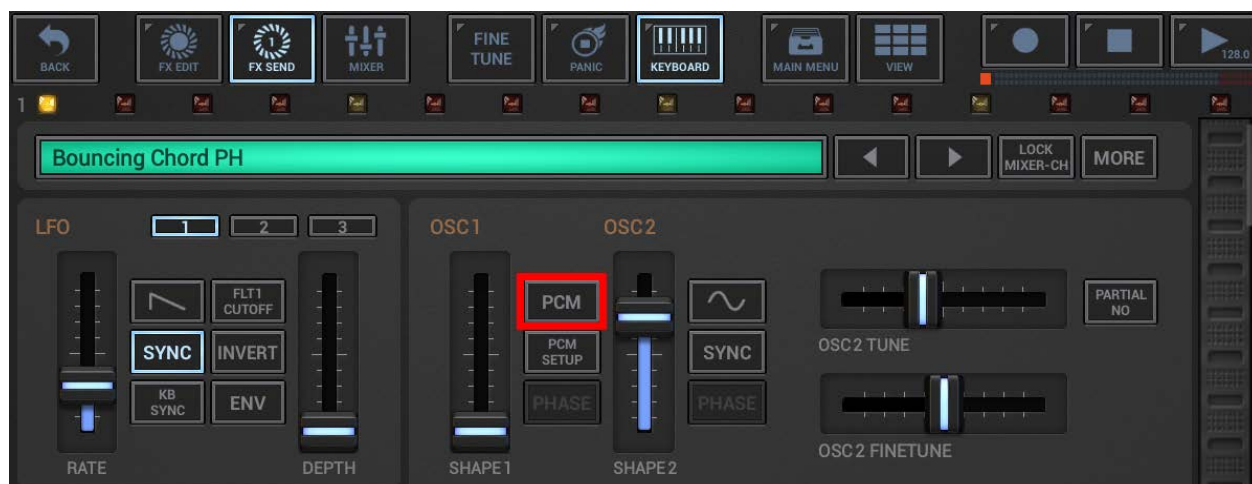 BACK
FX EDIT
1
FX SEND
MIXER
FINE
TUNE
PANIC
KEYBOARD
MAIN MENU
VIEW
128.0
1
Bouncing Chord PH
LOCK
MIXER-CH
MORE
LFO
1
2
3
OSC1
OSC2
FLT1
CUTOFF
SYNC
INVERT
KB
SYNC
ENV
RATE
DEPTH
PCM
PCM
SETUP
PHASE
SHAPE1
SYNC
PHASE
SHAPE2
PARTIAL
NO
OSC2 TUNE
OSC2 FINETUNE